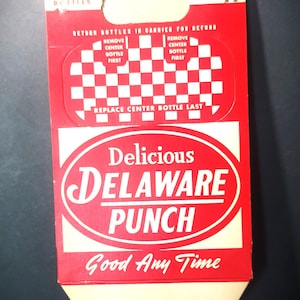 RETURN BOTTLES IN CARRIER FOR REFUND
REMOVE CENTER BOTTLE FIRST
REMOVE CENTER BOTTLE FIRST
REPLACE CENTER BOTTLE LAST
Delicious
DELAWARE
PUNCH
Good Any Time